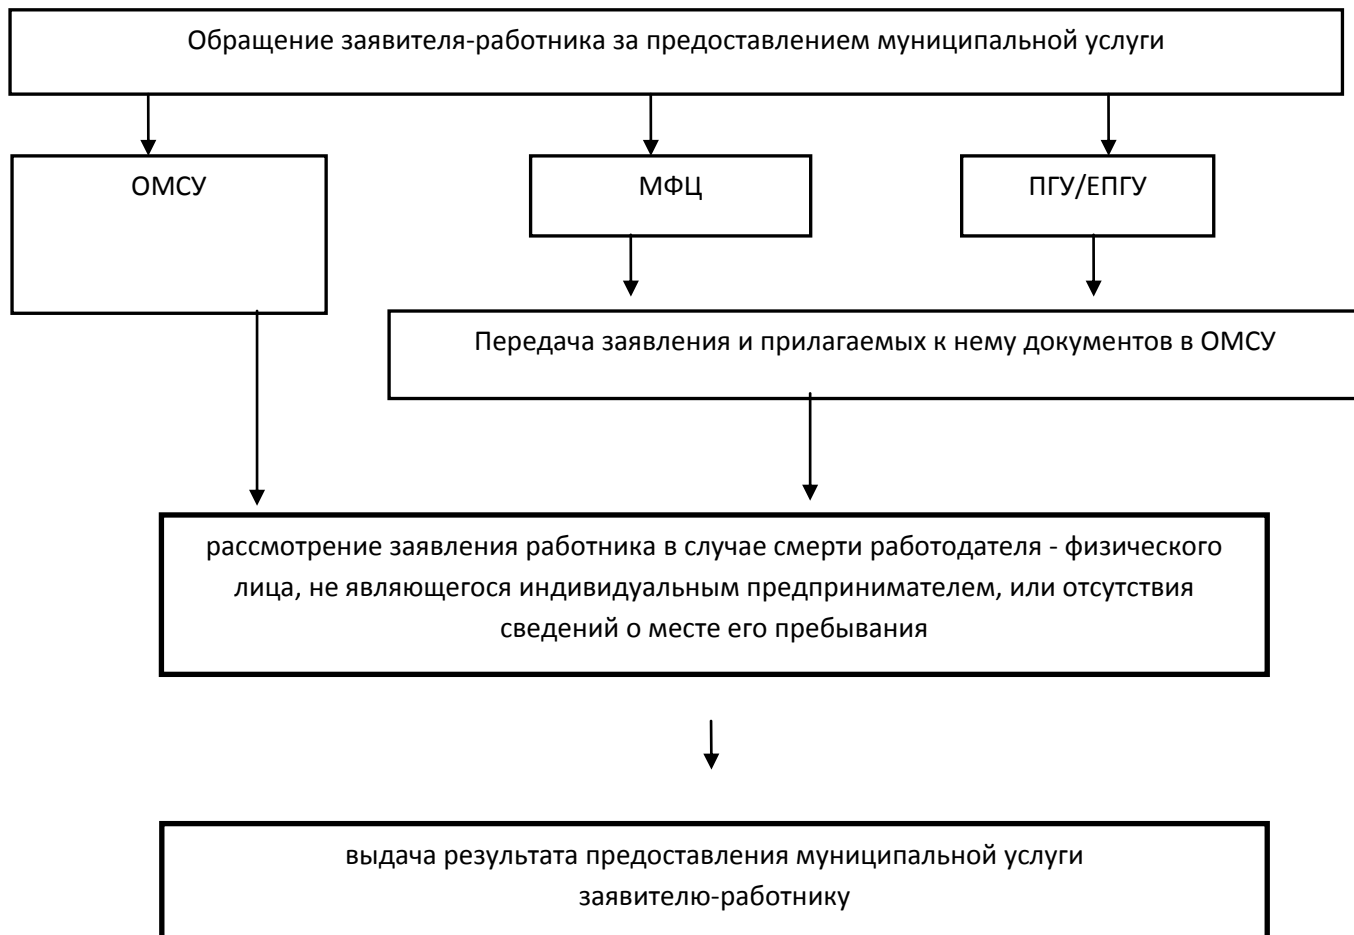 Обращение заявителя-работника за предоставлением муниципальной услуги
ОМСУ
МФЦ
ПГУ/ЕПГУ
Передача заявления и прилагаемых к нему документов в ОМСУ
рассмотрение заявления работника в случае смерти работодателя - физического
лица, не являющегося индивидуальным предпринимателем, или отсутствия
сведений о месте его пребывания
выдача результата предоставления муниципальной услуги
заявителю-работнику